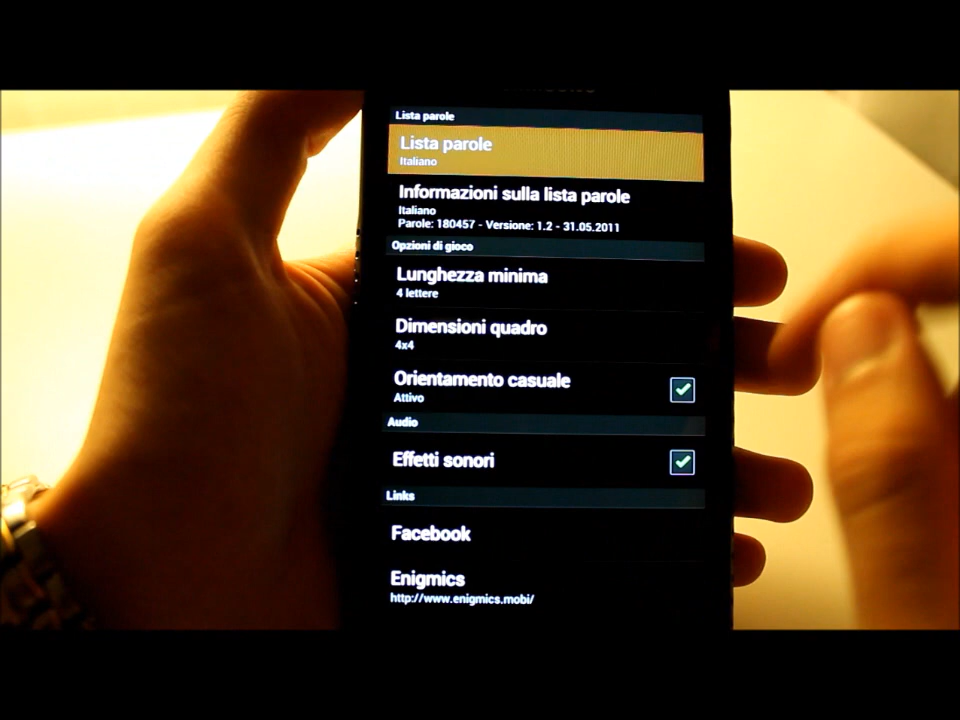 Lista parole
Lista parole
Italiano
Informazioni sulla lista parole
Italiano
Parole: 180457 - Versione: 1.2 - 31.05.2011
Opzioni di gioco
Lunghezza minima
4 lettere
Dimensioni quadro
4x4
Orientamento casuale
Attivo
Audio
Effetti sonori
Links
Facebook
Enigmics
http://www.enigmics.mobi/